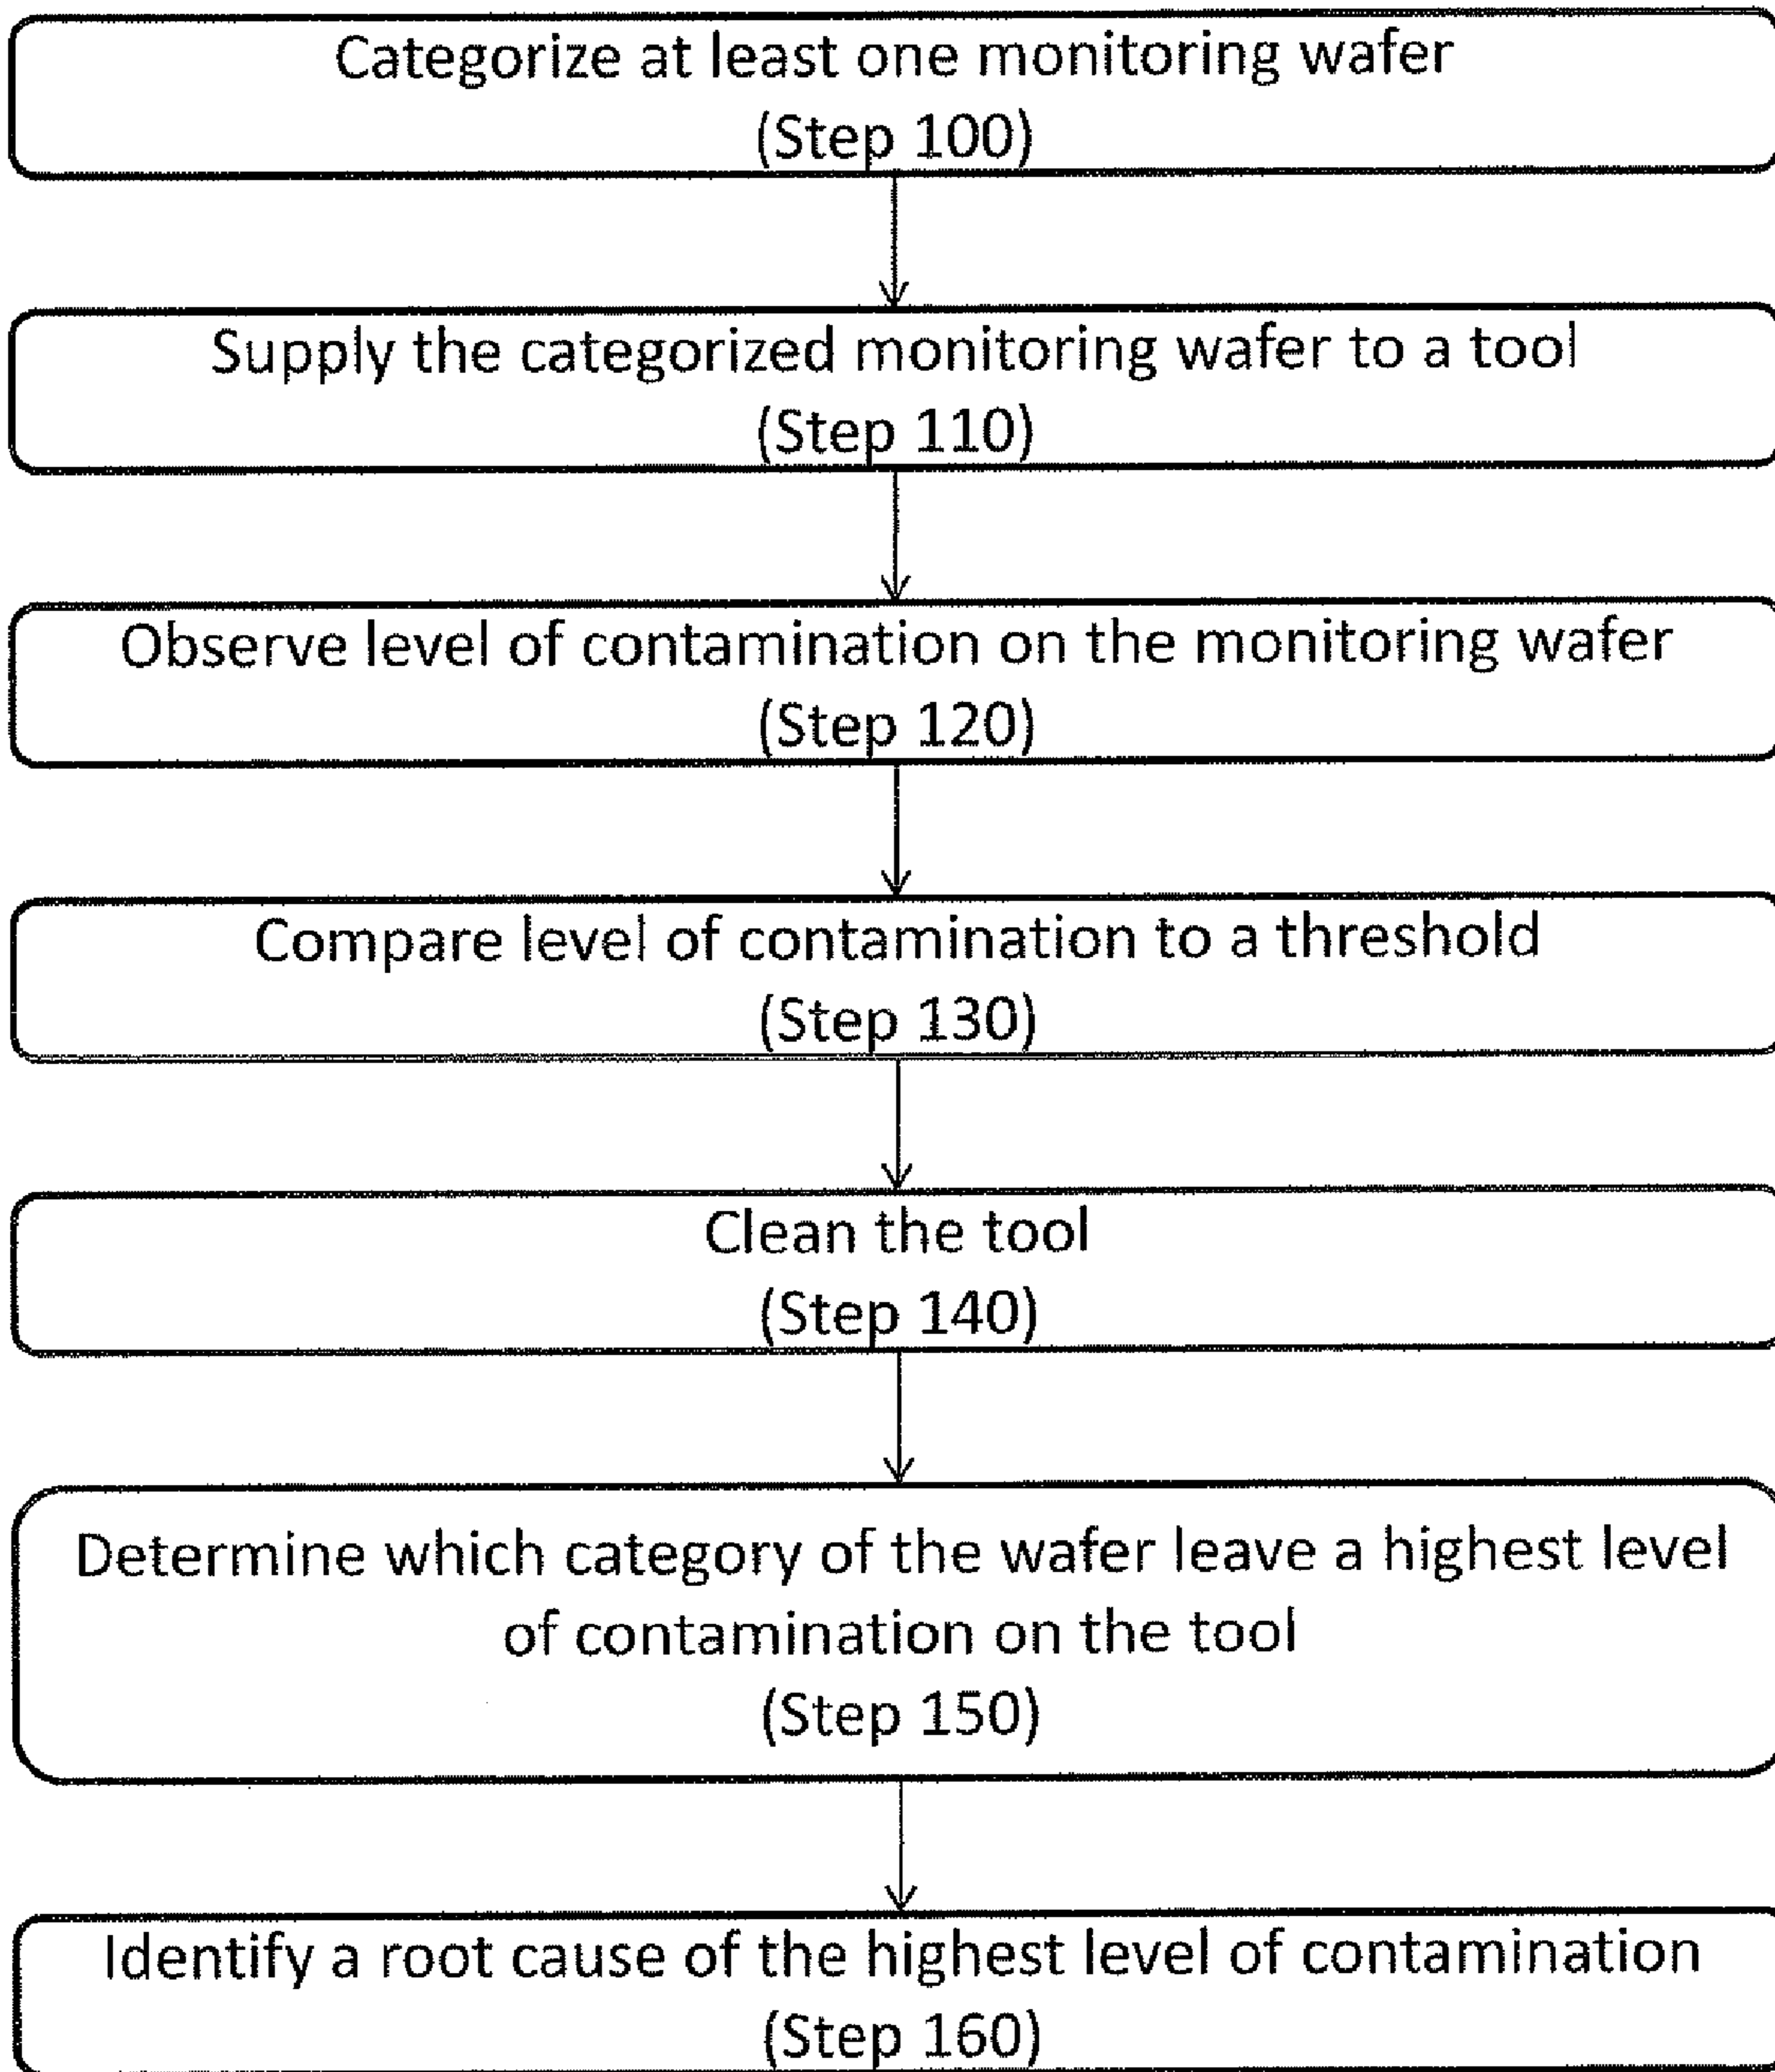 Categorize at least one monitoring wafer
(Step 100)
Supply the categorized monitoring wafer to a tool
(Step 110)
Observe level of contamination on the monitoring wafer
(Step 120)
Compare level of contamination to a threshold
(Step 130)
Clean the tool
(Step 140)
Determine which category of the wafer leave a highest level
of contamination on the tool
(Step 150)
Identify a root cause of the highest level of contamination
(Step 160)